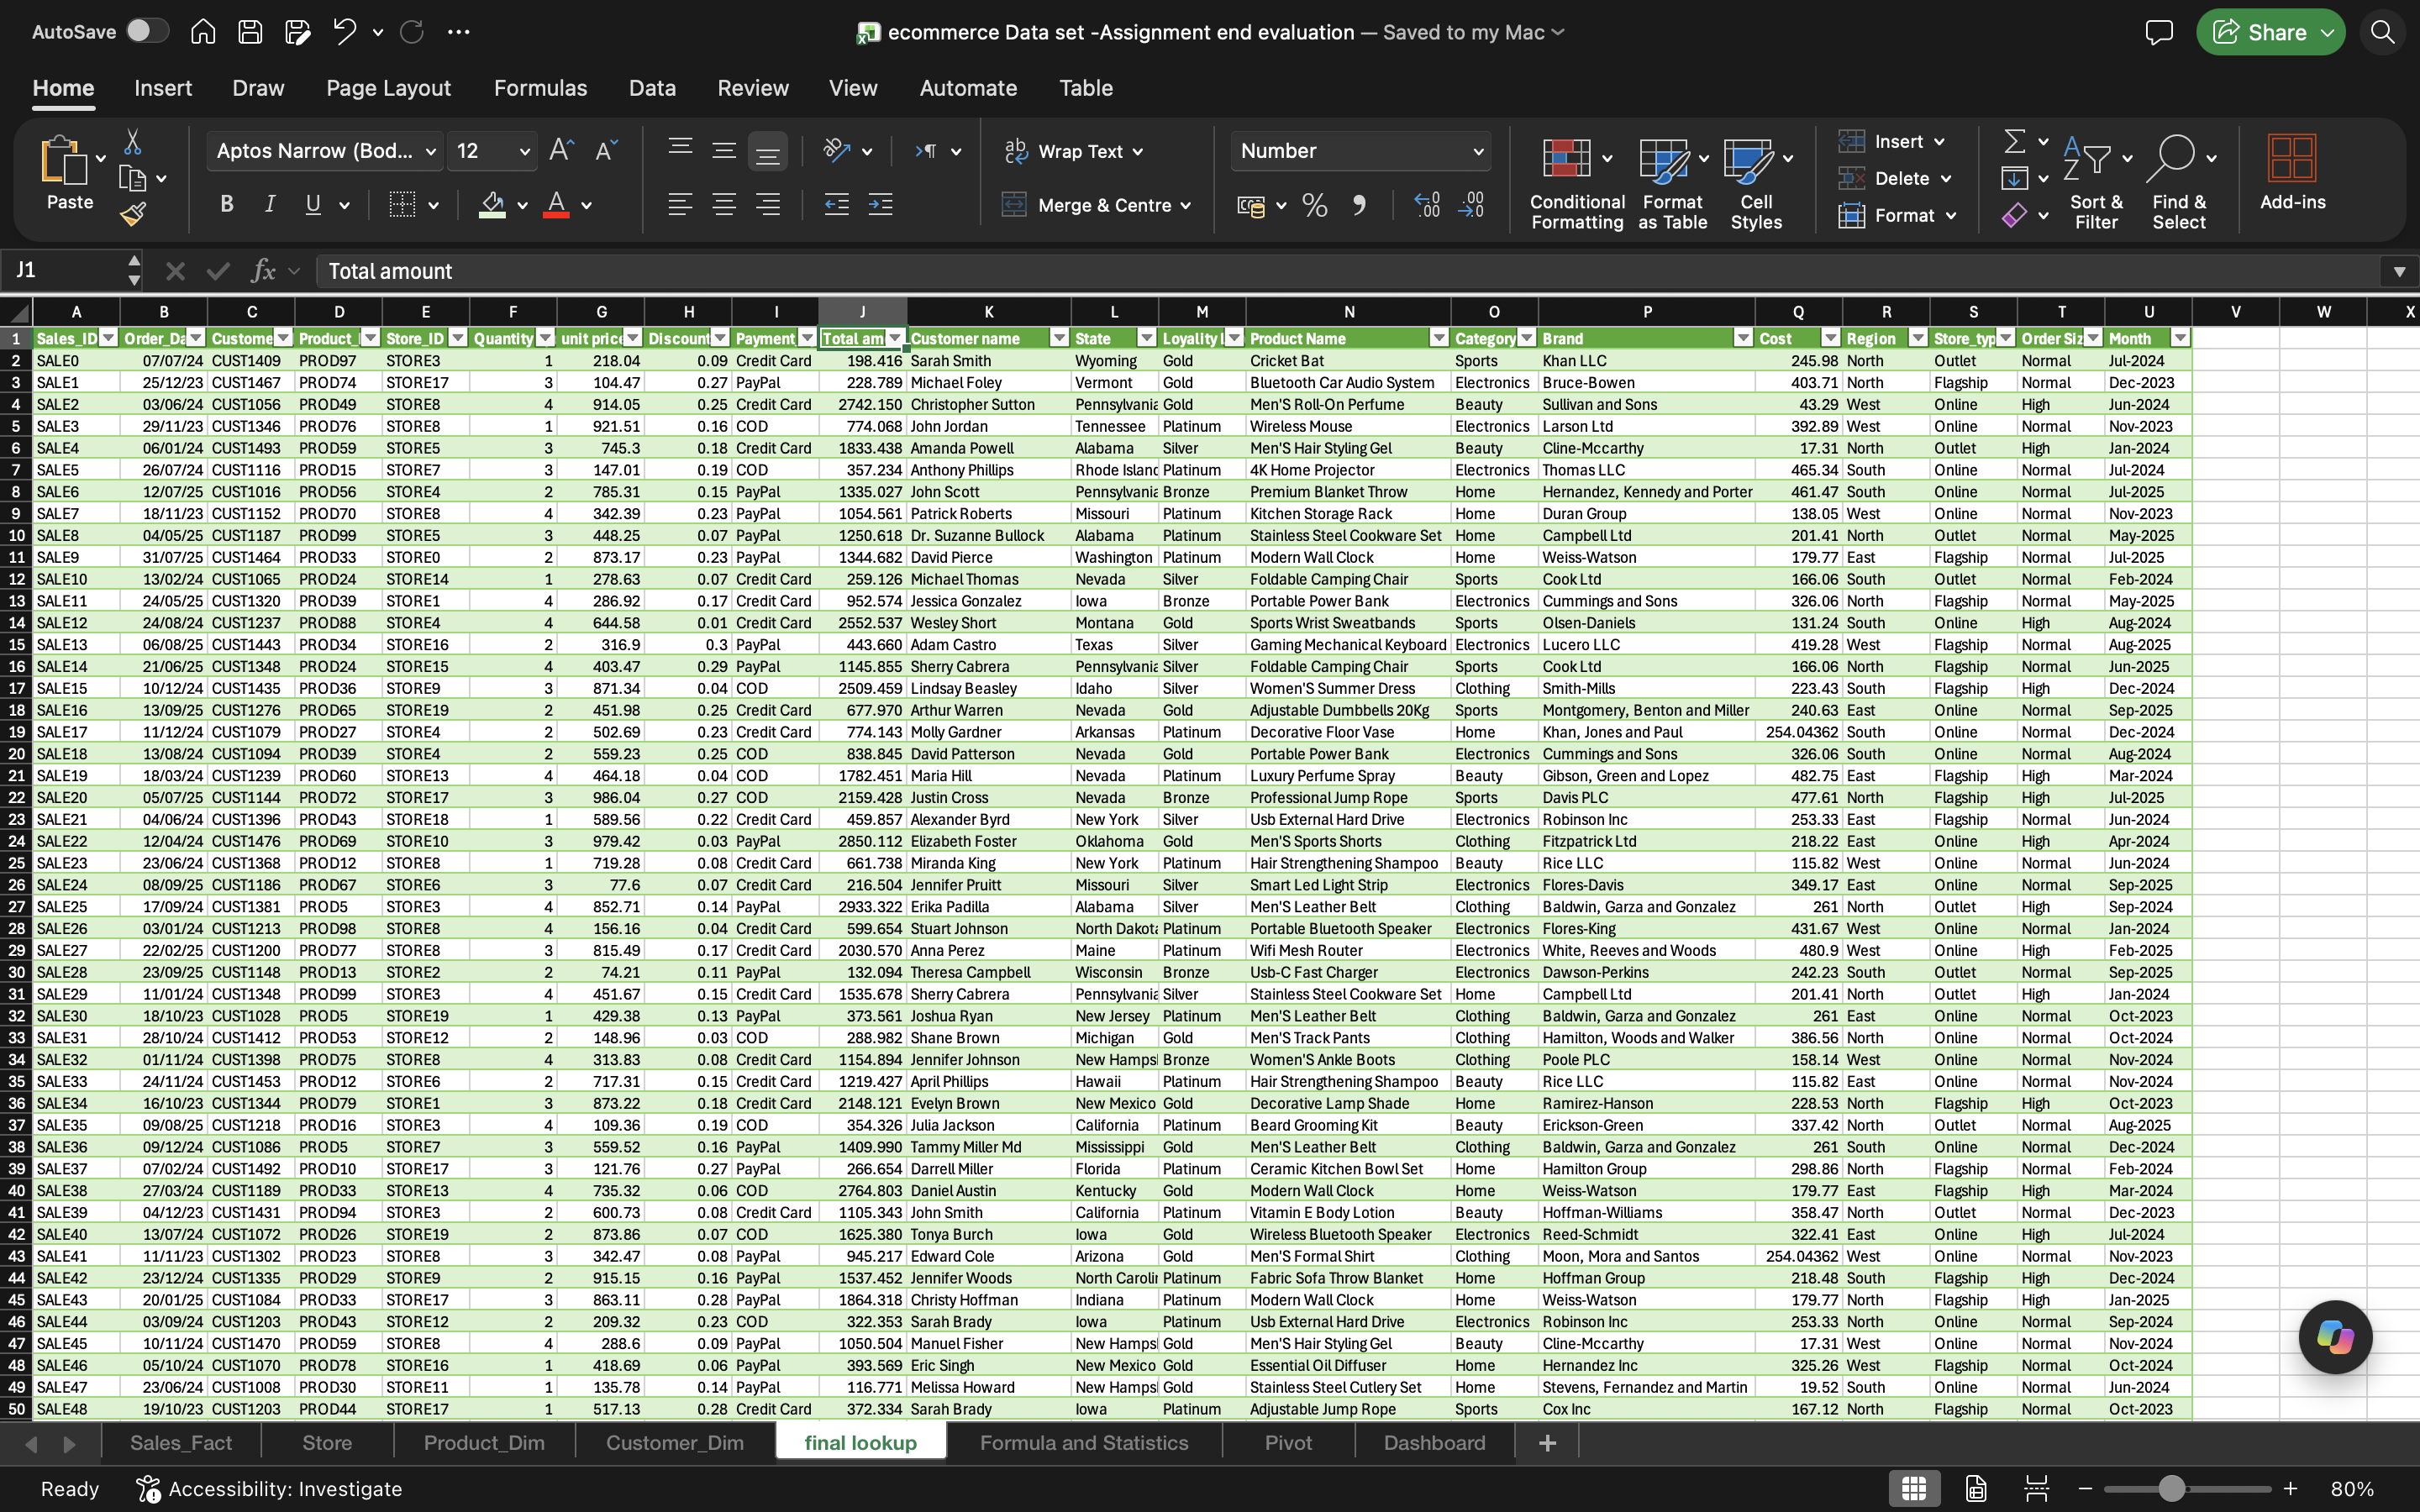 AutoSave
ecommerce Data set -Assignment end evaluation — Saved to my Mac
Share
Home Insert Draw Page Layout Formulas Data Review View Automate Table
Paste
Aptos Narrow (Bod... 12
B I U
Wrap Text
Merge & Centre
Number
Conditional Formatting
Format as Table
Cell Styles
Insert
Delete
Format
Sort & Filter
Find & Select
Add-ins
J1 fx Total amount
A B C D E F G H I J K L M N O P Q R S T U V W X
1 Sales_ID Order_Da Custome Product_ Store_ID Quantity unit price Discount Payment_ Total am Customer name State Loyality l Product Name Category Brand Cost Region Store_typ Order Siz Month
2 SALE0 07/07/24 CUST1409 PROD97 STORE3 1 218.04 0.09 Credit Card 198.416 Sarah Smith Wyoming Gold Cricket Bat Sports Khan LLC 245.98 North Outlet Normal Jul-2024
3 SALE1 25/12/23 CUST1467 PROD74 STORE17 3 104.47 0.27 PayPal 228.789 Michael Foley Vermont Gold Bluetooth Car Audio System Electronics Bruce-Bowen 403.71 North Flagship Normal Dec-2023
4 SALE2 03/06/24 CUST1056 PROD49 STORE8 4 914.05 0.25 Credit Card 2742.150 Christopher Sutton Pennsylvania Gold Men'S Roll-On Perfume Beauty Sullivan and Sons 43.29 West Online High Jun-2024
5 SALE3 29/11/23 CUST1346 PROD76 STORE8 1 921.51 0.16 COD 774.068 John Jordan Tennessee Platinum Wireless Mouse Electronics Larson Ltd 392.89 West Online Normal Nov-2023
6 SALE4 06/01/24 CUST1493 PROD59 STORE5 3 745.3 0.18 Credit Card 1833.438 Amanda Powell Alabama Silver Men'S Hair Styling Gel Beauty Cline-Mccarthy 17.31 North Outlet High Jan-2024
7 SALE5 26/07/24 CUST1116 PROD15 STORE7 3 147.01 0.19 COD 357.234 Anthony Phillips Rhode Island Platinum 4K Home Projector Electronics Thomas LLC 465.34 South Online Normal Jul-2024
8 SALE6 12/07/25 CUST1016 PROD56 STORE4 2 785.31 0.15 PayPal 1335.027 John Scott Pennsylvania Bronze Premium Blanket Throw Home Hernandez, Kennedy and Porter 461.47 South Online Normal Jul-2025
9 SALE7 18/11/23 CUST1152 PROD70 STORE8 4 342.39 0.23 PayPal 1054.561 Patrick Roberts Missouri Platinum Kitchen Storage Rack Home Duran Group 138.05 West Online Normal Nov-2023
10 SALE8 04/05/25 CUST1187 PROD99 STORE5 3 448.25 0.07 PayPal 1250.618 Dr. Suzanne Bullock Alabama Platinum Stainless Steel Cookware Set Home Campbell Ltd 201.41 North Outlet Normal May-2025
11 SALE9 31/07/25 CUST1464 PROD33 STORE0 2 873.17 0.23 PayPal 1344.682 David Pierce Washington Platinum Modern Wall Clock Home Weiss-Watson 179.77 East Flagship Normal Jul-2025
12 SALE10 13/02/24 CUST1065 PROD24 STORE14 1 278.63 0.07 Credit Card 259.126 Michael Thomas Nevada Silver Foldable Camping Chair Sports Cook Ltd 166.06 South Outlet Normal Feb-2024
13 SALE11 24/05/25 CUST1320 PROD39 STORE1 4 286.92 0.17 Credit Card 952.574 Jessica Gonzalez Iowa Bronze Portable Power Bank Electronics Cummings and Sons 326.06 North Flagship Normal May-2025
14 SALE12 24/08/24 CUST1237 PROD88 STORE4 4 644.58 0.01 Credit Card 2552.537 Wesley Short Montana Gold Sports Wrist Sweatbands Sports Olsen-Daniels 131.24 South Online High Aug-2024
15 SALE13 06/08/25 CUST1443 PROD34 STORE16 2 316.9 0.3 PayPal 443.660 Adam Castro Texas Silver Gaming Mechanical Keyboard Electronics Lucero LLC 419.28 West Flagship Normal Aug-2025
16 SALE14 21/06/25 CUST1348 PROD24 STORE15 4 403.47 0.29 PayPal 1145.855 Sherry Cabrera Pennsylvania Silver Foldable Camping Chair Sports Cook Ltd 166.06 North Flagship Normal Jun-2025
17 SALE15 10/12/24 CUST1435 PROD36 STORE9 3 871.34 0.04 COD 2509.459 Lindsay Beasley Idaho Silver Women'S Summer Dress Clothing Smith-Mills 223.43 South Flagship High Dec-2024
18 SALE16 13/09/25 CUST1276 PROD65 STORE19 2 451.98 0.25 Credit Card 677.970 Arthur Warren Nevada Gold Adjustable Dumbbells 20Kg Sports Montgomery, Benton and Miller 240.63 East Online Normal Sep-2025
19 SALE17 11/12/24 CUST1079 PROD27 STORE4 2 502.69 0.23 Credit Card 774.143 Molly Gardner Arkansas Platinum Decorative Floor Vase Home Khan, Jones and Paul 254.04362 South Online Normal Dec-2024
20 SALE18 13/08/24 CUST1094 PROD39 STORE4 2 559.23 0.25 COD 838.845 David Patterson Nevada Gold Portable Power Bank Electronics Cummings and Sons 326.06 South Online Normal Aug-2024
21 SALE19 18/03/24 CUST1239 PROD60 STORE13 4 464.18 0.04 COD 1782.451 Maria Hill Nevada Platinum Luxury Perfume Spray Beauty Gibson, Green and Lopez 482.75 East Flagship High Mar-2024
22 SALE20 05/07/25 CUST1144 PROD72 STORE17 3 986.04 0.27 COD 2159.428 Justin Cross Nevada Bronze Professional Jump Rope Sports Davis PLC 477.61 North Flagship High Jul-2025
23 SALE21 04/06/24 CUST1396 PROD43 STORE18 1 589.56 0.22 Credit Card 459.857 Alexander Byrd New York Silver Usb External Hard Drive Electronics Robinson Inc 253.33 East Flagship Normal Jun-2024
24 SALE22 12/04/24 CUST1476 PROD69 STORE10 3 979.42 0.03 PayPal 2850.112 Elizabeth Foster Oklahoma Gold Men'S Sports Shorts Clothing Fitzpatrick Ltd 218.22 East Online High Apr-2024
25 SALE23 23/06/24 CUST1368 PROD12 STORE8 1 719.28 0.08 Credit Card 661.738 Miranda King New York Platinum Hair Strengthening Shampoo Beauty Rice LLC 115.82 West Online Normal Jun-2024
26 SALE24 08/09/25 CUST1186 PROD67 STORE6 3 77.6 0.07 Credit Card 216.504 Jennifer Pruitt Missouri Silver Smart Led Light Strip Electronics Flores-Davis 349.17 East Online Normal Sep-2025
27 SALE25 17/09/24 CUST1381 PROD5 STORE3 4 852.71 0.14 PayPal 2933.322 Erika Padilla Alabama Silver Men'S Leather Belt Clothing Baldwin, Garza and Gonzalez 261 North Outlet High Sep-2024
28 SALE26 03/01/24 CUST1213 PROD98 STORE8 4 156.16 0.04 Credit Card 599.654 Stuart Johnson North Dakota Platinum Portable Bluetooth Speaker Electronics Flores-King 431.67 West Online Normal Jan-2024
29 SALE27 22/02/25 CUST1200 PROD77 STORE8 3 815.49 0.17 Credit Card 2030.570 Anna Perez Maine Platinum Wifi Mesh Router Electronics White, Reeves and Woods 480.9 West Online High Feb-2025
30 SALE28 23/09/25 CUST1148 PROD13 STORE2 2 74.21 0.11 PayPal 132.094 Theresa Campbell Wisconsin Bronze Usb-C Fast Charger Electronics Dawson-Perkins 242.23 South Outlet Normal Sep-2025
31 SALE29 11/01/24 CUST1348 PROD99 STORE3 4 451.67 0.15 Credit Card 1535.678 Sherry Cabrera Pennsylvania Silver Stainless Steel Cookware Set Home Campbell Ltd 201.41 North Outlet High Jan-2024
32 SALE30 18/10/23 CUST1028 PROD5 STORE19 1 429.38 0.13 PayPal 373.561 Joshua Ryan New Jersey Platinum Men'S Leather Belt Clothing Baldwin, Garza and Gonzalez 261 East Online Normal Oct-2023
33 SALE31 28/10/24 CUST1412 PROD53 STORE12 2 148.96 0.03 COD 288.982 Shane Brown Michigan Gold Men'S Track Pants Clothing Hamilton, Woods and Walker 386.56 North Online Normal Oct-2024
34 SALE32 01/11/24 CUST1398 PROD75 STORE8 4 313.83 0.08 Credit Card 1154.894 Jennifer Johnson New Hampsl Bronze Women'S Ankle Boots Clothing Poole PLC 158.14 West Online Normal Nov-2024
35 SALE33 24/11/24 CUST1453 PROD12 STORE6 2 717.31 0.15 Credit Card 1219.427 April Phillips Hawaii Platinum Hair Strengthening Shampoo Beauty Rice LLC 115.82 East Online Normal Nov-2024
36 SALE34 16/10/23 CUST1344 PROD79 STORE1 3 873.22 0.18 Credit Card 2148.121 Evelyn Brown New Mexico Gold Decorative Lamp Shade Home Ramirez-Hanson 228.53 North Flagship High Oct-2023
37 SALE35 09/08/25 CUST1218 PROD16 STORE3 4 109.36 0.19 COD 354.326 Julia Jackson California Platinum Beard Grooming Kit Beauty Erickson-Green 337.42 North Outlet Normal Aug-2025
38 SALE36 09/12/24 CUST1086 PROD5 STORE7 3 559.52 0.16 PayPal 1409.990 Tammy Miller Md Mississippi Gold Men'S Leather Belt Clothing Baldwin, Garza and Gonzalez 261 South Online Normal Dec-2024
39 SALE37 07/02/24 CUST1492 PROD10 STORE17 3 121.76 0.27 PayPal 266.654 Darrell Miller Florida Platinum Ceramic Kitchen Bowl Set Home Hamilton Group 298.86 North Flagship Normal Feb-2024
40 SALE38 27/03/24 CUST1189 PROD33 STORE13 4 735.32 0.06 COD 2764.803 Daniel Austin Kentucky Gold Modern Wall Clock Home Weiss-Watson 179.77 East Flagship High Mar-2024
41 SALE39 04/12/23 CUST1431 PROD94 STORE3 2 600.73 0.08 Credit Card 1105.343 John Smith California Platinum Vitamin E Body Lotion Beauty Hoffman-Williams 358.47 North Outlet Normal Dec-2023
42 SALE40 13/07/24 CUST1072 PROD26 STORE19 2 873.86 0.07 COD 1625.380 Tonya Burch Iowa Gold Wireless Bluetooth Speaker Electronics Reed-Schmidt 322.41 East Online High Jul-2024
43 SALE41 11/11/23 CUST1302 PROD23 STORE8 3 342.47 0.08 PayPal 945.217 Edward Cole Arizona Gold Men'S Formal Shirt Clothing Moon, Mora and Santos 254.04362 West Online Normal Nov-2023
44 SALE42 23/12/24 CUST1335 PROD29 STORE9 2 915.15 0.16 PayPal 1537.452 Jennifer Woods North Carolin Platinum Fabric Sofa Throw Blanket Home Hoffman Group 218.48 South Flagship High Dec-2024
45 SALE43 20/01/25 CUST1084 PROD33 STORE17 3 863.11 0.28 PayPal 1864.318 Christy Hoffman Indiana Platinum Modern Wall Clock Home Weiss-Watson 179.77 North Flagship High Jan-2025
46 SALE44 03/09/24 CUST1203 PROD43 STORE12 2 209.32 0.23 COD 322.353 Sarah Brady Iowa Platinum Usb External Hard Drive Electronics Robinson Inc 253.33 North Online Normal Sep-2024
47 SALE45 10/11/24 CUST1470 PROD59 STORE8 4 288.6 0.09 PayPal 1050.504 Manuel Fisher New Hampsl Gold Men'S Hair Styling Gel Beauty Cline-Mccarthy 17.31 West Online Normal Nov-2024
48 SALE46 05/10/24 CUST1070 PROD78 STORE16 1 418.69 0.06 PayPal 393.569 Eric Singh New Mexico Gold Essential Oil Diffuser Home Hernandez Inc 325.26 West Flagship Normal Oct-2024
49 SALE47 23/06/24 CUST1008 PROD30 STORE11 1 135.78 0.14 PayPal 116.771 Melissa Howard New Hampsl Gold Stainless Steel Cutlery Set Home Stevens, Fernandez and Martin 19.52 South Online Normal Jun-2024
50 SALE48 19/10/23 CUST1203 PROD44 STORE17 1 517.13 0.28 Credit Card 372.334 Sarah Brady Iowa Platinum Adjustable Jump Rope Sports Cox Inc 167.12 North Flagship Normal Oct-2023
Sales_Fact Store Product_Dim Customer_Dim final lookup Formula and Statistics Pivot Dashboard +
Ready Accessibility: Investigate 80%